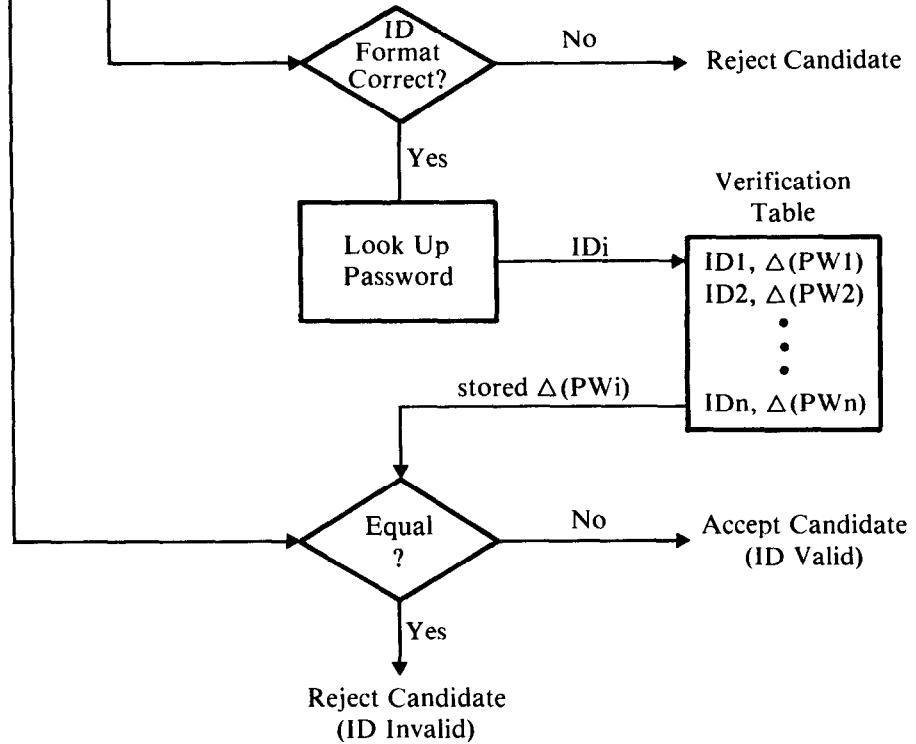 ID
Format
Correct?
No
Reject Candidate
Yes
Verification
Table
Look Up
Password
IDi
ID1, △(PW1)
ID2, △(PW2)
•
•
•
IDn, △(PWn)
stored △(PWi)
Equal
?
No
Accept Candidate
(ID Valid)
Yes
Reject Candidate
(ID Invalid)